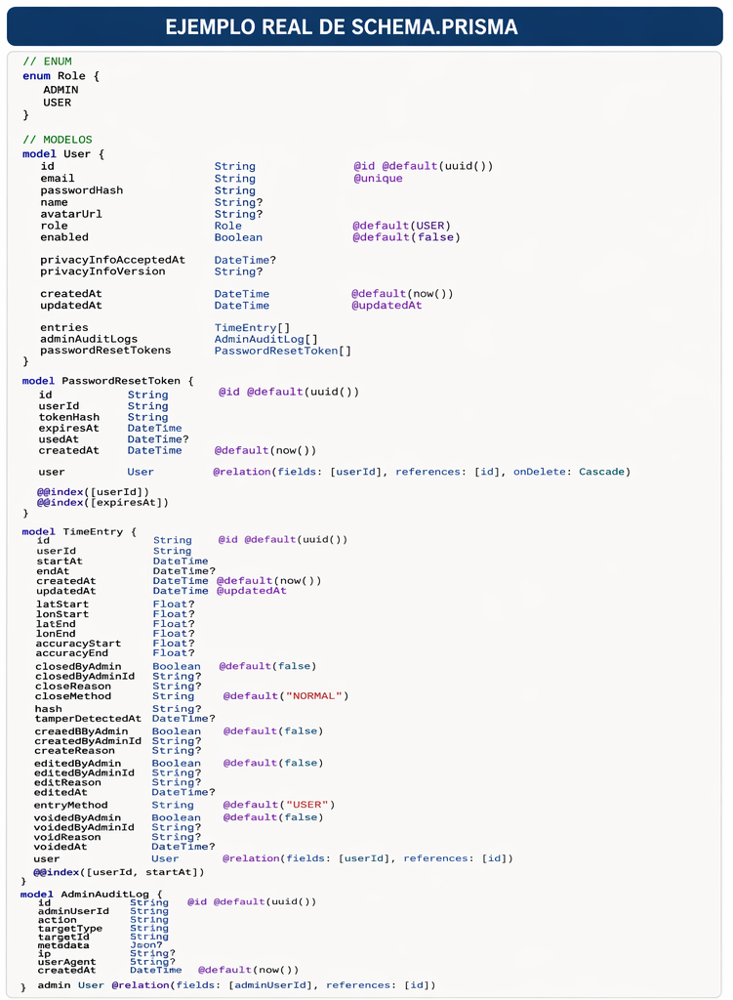 EJEMPLO REAL DE SCHEMA.PRISMA
// ENUM
enum Role {
ADMIN
USER
}
// MODELOS
model User {
id String @id @default(uuid())
email String @unique
passwordHash String
name String?
avatarUrl String?
role Role @default(USER)
enabled Boolean @default(false)
privacyInfoAcceptedAt DateTime?
privacyInfoVersion String?
createdAt DateTime @default(now())
updatedAt DateTime @updatedAt
entries TimeEntry[]
adminAuditLogs AdminAuditLog[]
passwordResetTokens PasswordResetToken[]
}
model PasswordResetToken {
id String @id @default(uuid())
userId String
tokenHash String
expiresAt DateTime
usedAt DateTime?
createdAt DateTime @default(now())
user User @relation(fields: [userId], references: [id], onDelete: Cascade)
@@index([userId])
@@index([expiresAt])
}
model TimeEntry {
id String @id @default(uuid())
userId String
startAt DateTime
endAt DateTime?
createdAt DateTime @default(now())
updatedAt DateTime @updatedAt
latStart Float?
lonStart Float?
latEnd Float?
lonEnd Float?
accuracyStart Float?
accuracyEnd Float?
closedByAdmin Boolean @default(false)
closedByAdminId String?
closeReason String?
closeMethod String @default("NORMAL")
hash String?
tamperDetectedAt DateTime?
creaedBByAdmin Boolean @default(false)
createdByAdminId String?
createReason String?
editedByAdmin Boolean @default(false)
editedByAdminId String?
editReason String?
editedAt DateTime?
entryMethod String @default("USER")
voidedByAdmin Boolean @default(false)
voidedByAdminId String?
voidReason String?
voidedAt DateTime?
user User @relation(fields: [userId], references: [id])
@@index([userId, startAt])
}
model AdminAuditLog {
id String @id @default(uuid())
adminUserId String
action String
targetType String
targetId String
metadata Json?
ip String?
userAgent String?
createdAt DateTime @default(now())
} admin User @relation(fields: [adminUserId], references: [id])